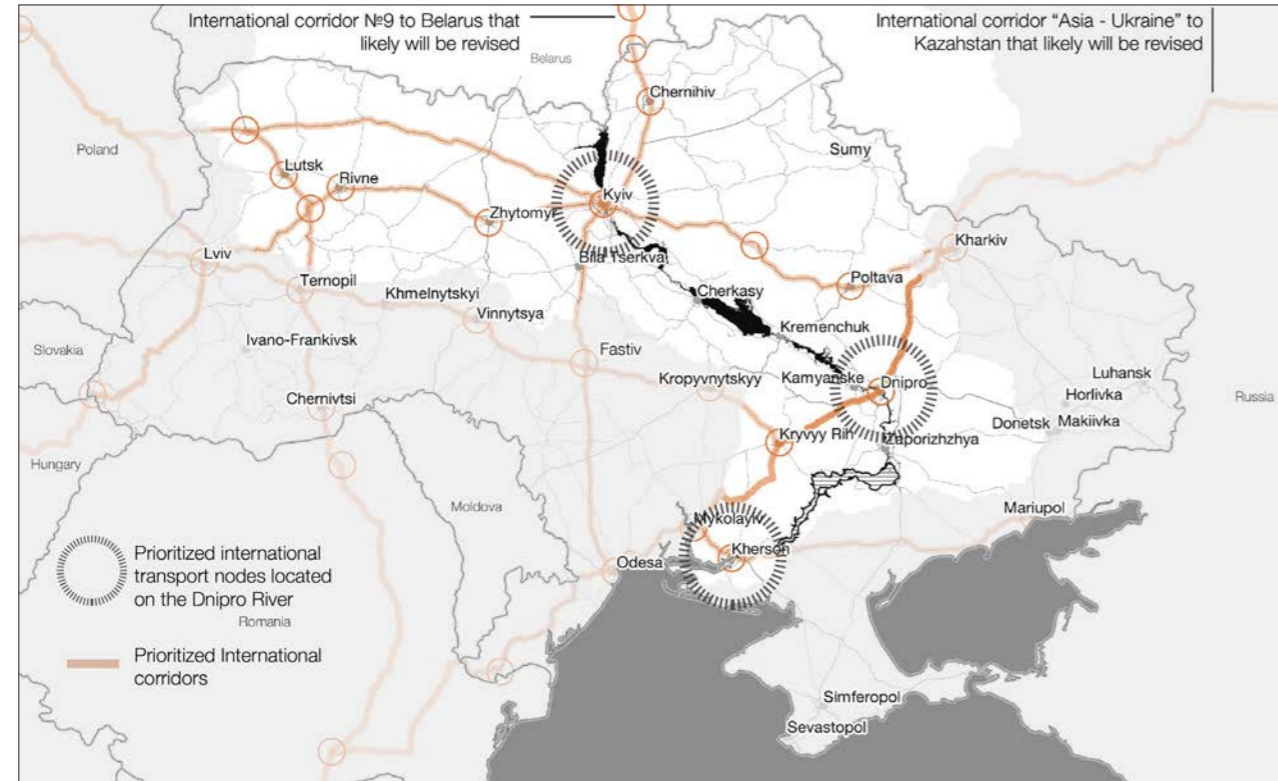 International corridor №9 to Belarus that
likely will be revised
International corridor “Asia - Ukraine” to
Kazahstan that likely will be revised
Belarus
Chernihiv
Poland
Sumy
Lutsk
Rivne
Kyiv
Zhytomyr
Lviv
Kharkiv
Bila Tserkva
Ternopil
Poltava
Khmelnytskyi
Cherkasy
Vinnytsya
Kremenchuk
Ivano-Frankivsk
Slovakia
Fastiv
Kropyvnytskyy
Kamyanske
Dnipro
Luhansk
Horlivka
Russia
Chernivtsi
Donetsk
Makiivka
Kryvyy Rih
Zaporizhzhya
Hungary
Moldova
Mariupol
Mykolayiv
Kherson
Odesa
Prioritized international
transport nodes located
on the Dnipro River
Romania
Prioritized International
corridors
Simferopol
Sevastopol